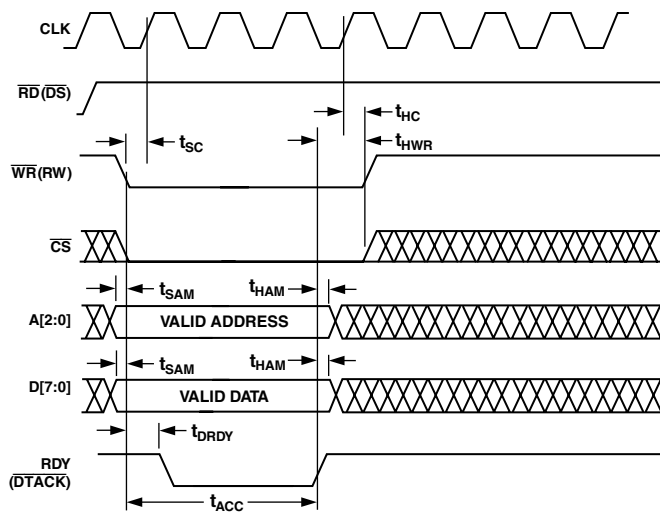 CLK
RD(DS)
tHC
tSC
tHWR
WR(RW)
CS
tSAM
tHAM
A[2:0]
VALID ADDRESS
tSAM
tHAM
D[7:0]
VALID DATA
tDRDY
RDY
(DTACK)
tACC